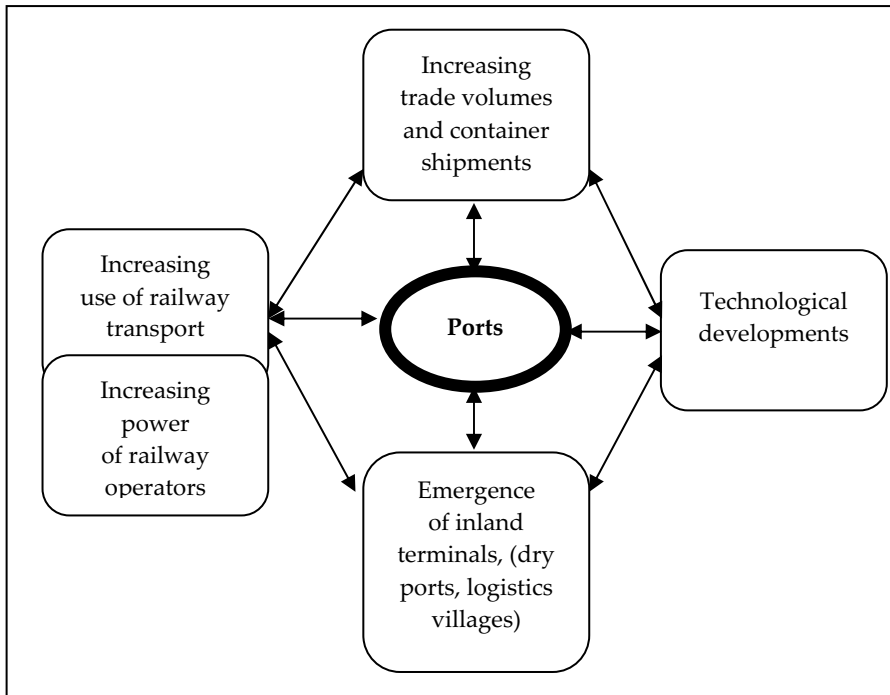 Increasing
trade volumes
and container
shipments
Increasing
use of railway
transport
Increasing
power
of railway
operators
Ports
Technological
developments
Emergence
of inland
terminals, (dry
ports, logistics
villages)